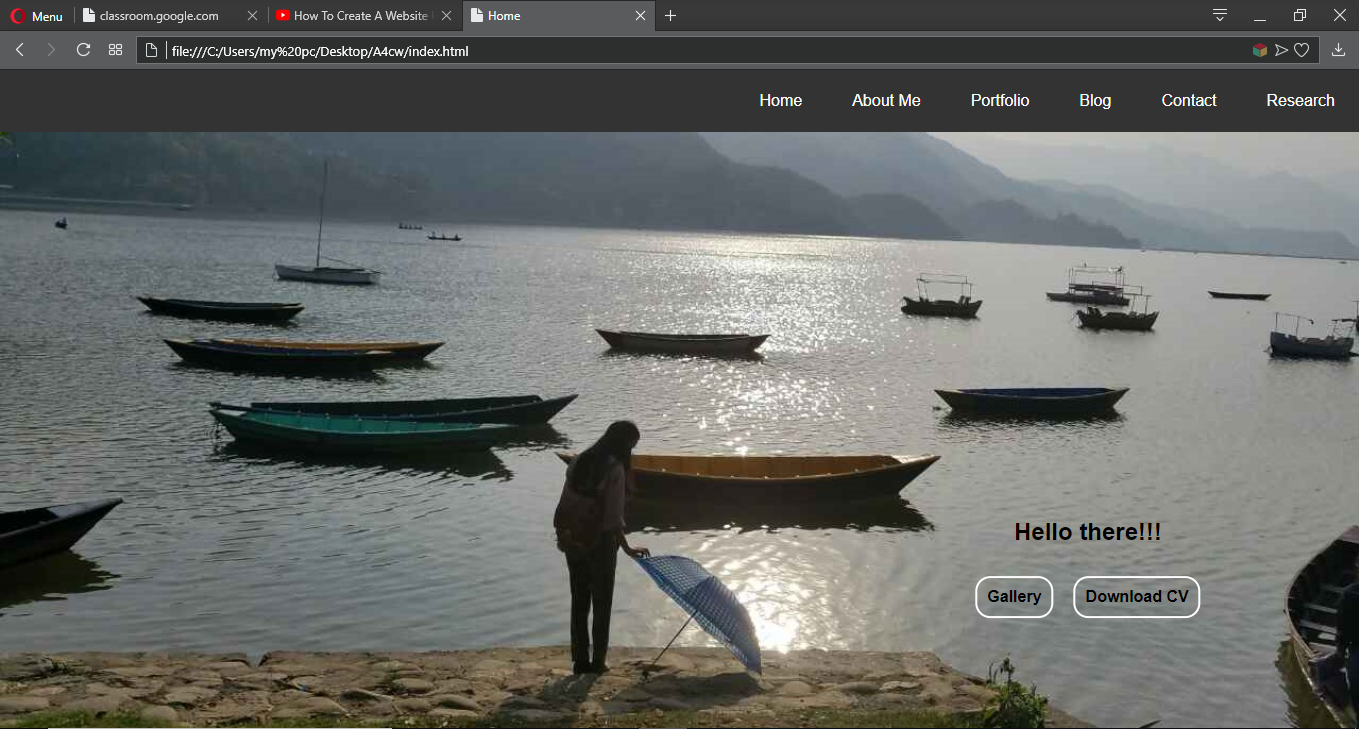 Menu
classroom.google.com
How To Create A Website
Home
file:///C:/Users/my%20pc/Desktop/A4cw/index.html
Home About Me Portfolio Blog Contact Research
Hello there!!!
Gallery Download CV